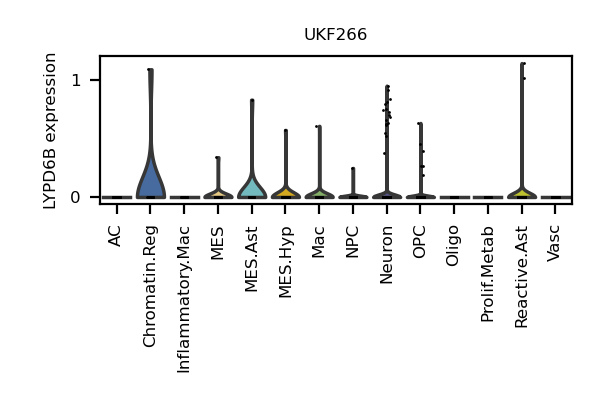 UKF266
LYPD6B expression
1
0
AC
Chromatin.Reg
Inflammatory.Mac
MES
MES.Ast
MES.Hyp
Mac
NPC
Neuron
OPC
Oligo
Prolif.Metab
Reactive.Ast
Vasc